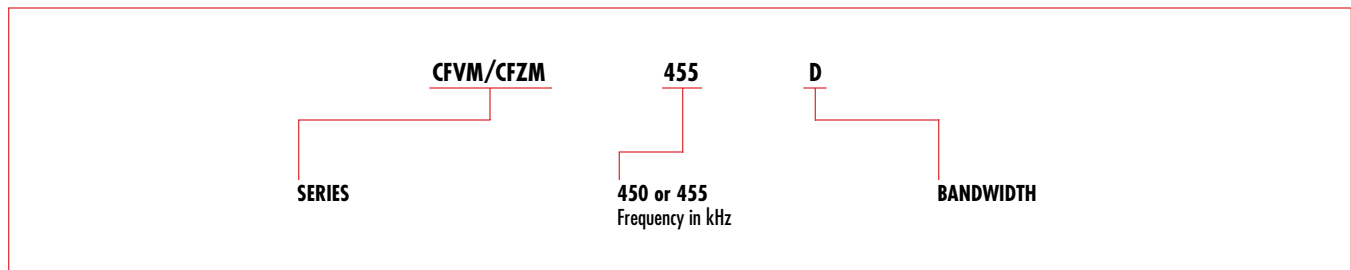 CFVM/CFZM 455 D
SERIES 450 or 455 BANDWIDTH
Frequency in kHz